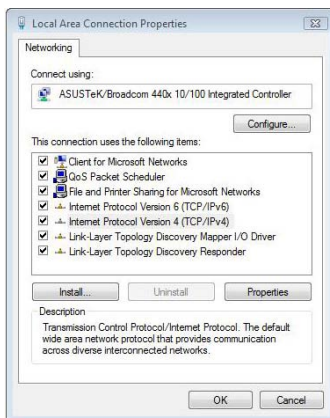 Local Area Connection Properties
Networking
Connect using:
ASUSTeK/Broadcom 440x 10/100 Integrated Controller
Configure...
This connection uses the following items:
Client for Microsoft Networks
QoS Packet Scheduler
File and Printer Sharing for Microsoft Networks
Internet Protocol Version 6 (TCP/IPv6)
Internet Protocol Version 4 (TCP/IPv4)
Link-Layer Topology Discovery Mapper I/O Driver
Link-Layer Topology Discovery Responder
Install... Uninstall Properties
Description
Transmission Control Protocol/Internet Protocol. The default
wide area network protocol that provides communication
across diverse interconnected networks.
OK Cancel